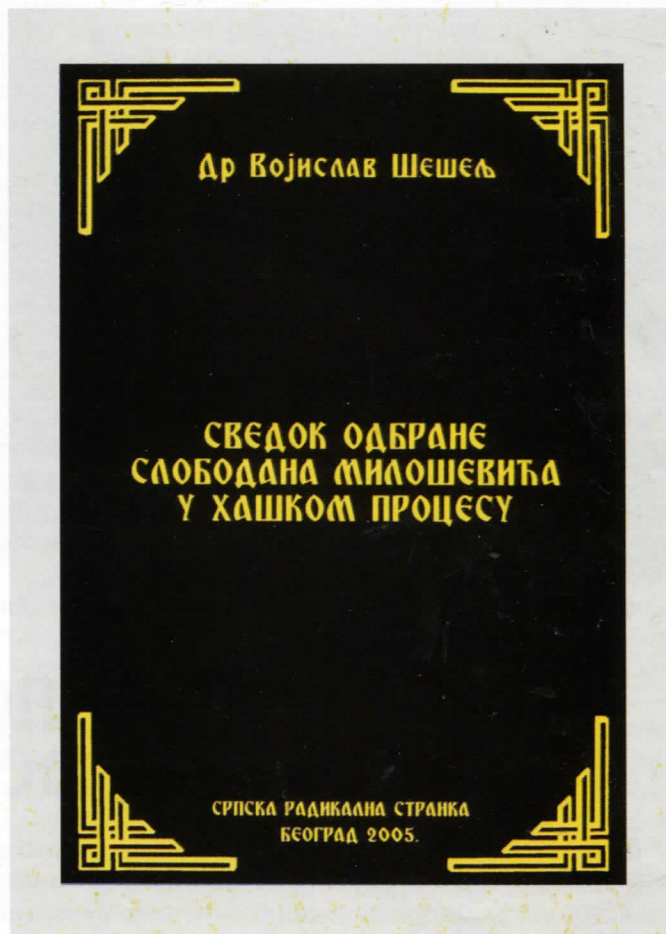 Др Војислав Шешељ
СВЕДОК ОДБРАНЕ
СЛОБОДАНА МИЛОШЕВИЋА
У ХАШКОМ ПРОЦЕСУ
СРПСКА РАДИКАЛНА СТРАНКА
БЕОГРАД 2005.